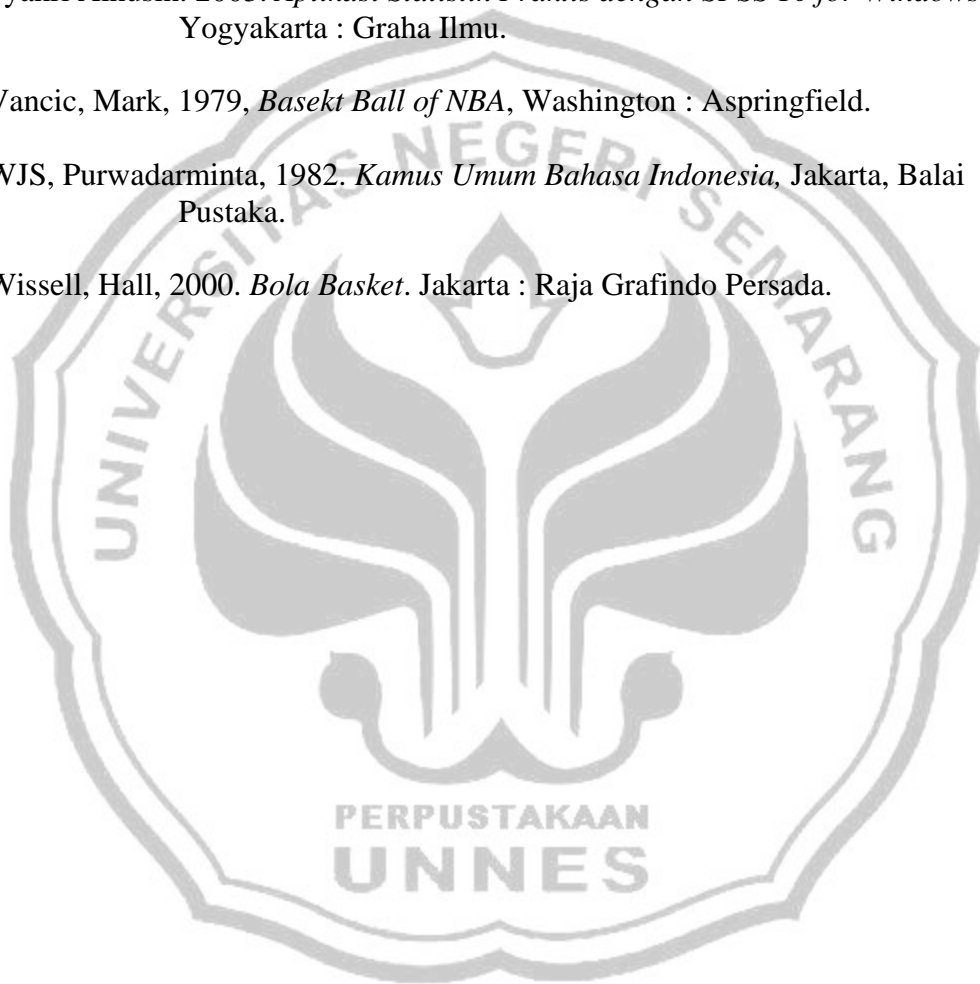 Yogyakarta : Graha Ilmu.
Vancic, Mark, 1979, Basekt Ball of NBA, Washington : Aspringfield.
WJS, Purwadarminta, 1982. Kamus Umum Bahasa Indonesia, Jakarta, Balai
Pustaka.
Wissell, Hall, 2000. Bola Basket. Jakarta : Raja Grafindo Persada.
UNIVERSITAS NEGERI SEMARANG
PERPUSTAKAAN
UNNES